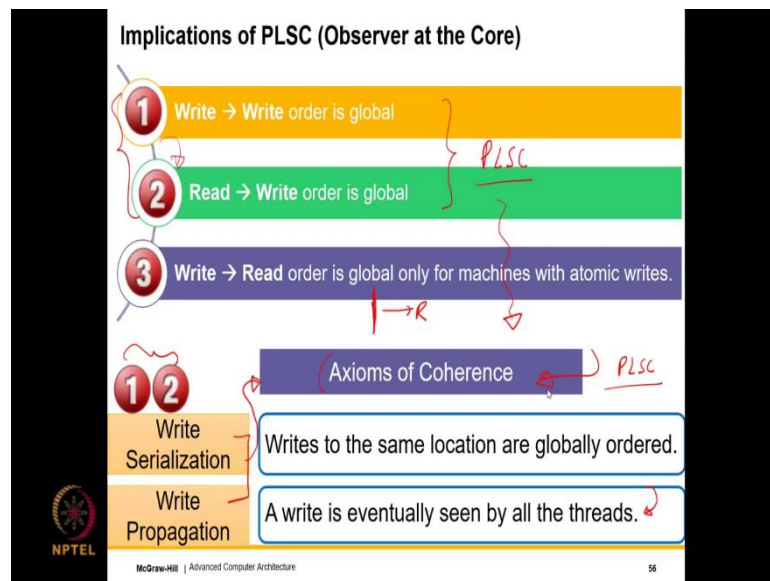 Implications of PLSC (Observer at the Core)
1 Write → Write order is global
PLSC
2 Read → Write order is global
3 Write → Read order is global only for machines with atomic writes.
→ R
1 2
Axioms of Coherence
PLSC
Write Serialization
Writes to the same location are globally ordered.
Write Propagation
A write is eventually seen by all the threads.
NPTEL
McGraw-Hill | Advanced Computer Architecture
56